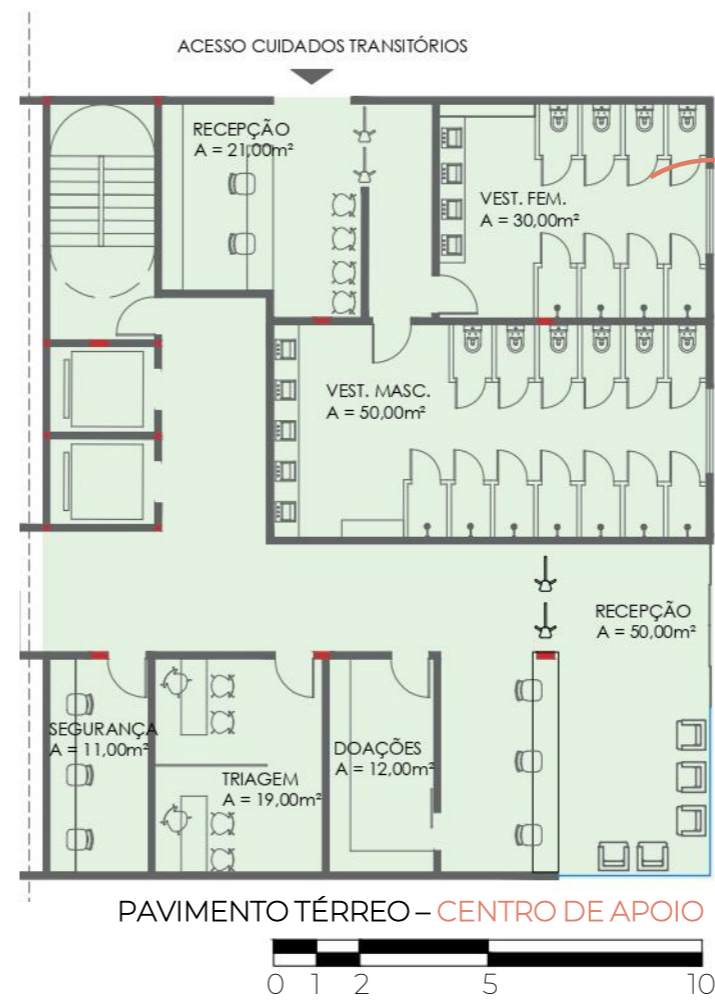 ACESSO CUIDADOS TRANSITÓRIOS
RECEPÇÃO
A = 21,00m²
VEST. FEM.
A = 30,00m²
VEST. MASC.
A = 50,00m²
RECEPÇÃO
A = 50,00m²
SEGURANÇA
A = 11,00m²
TRIAGEM
A = 19,00m²
DOAÇÕES
A = 12,00m²
PAVIMENTO TÉRREO – CENTRO DE APOIO
0 1 2 5 10